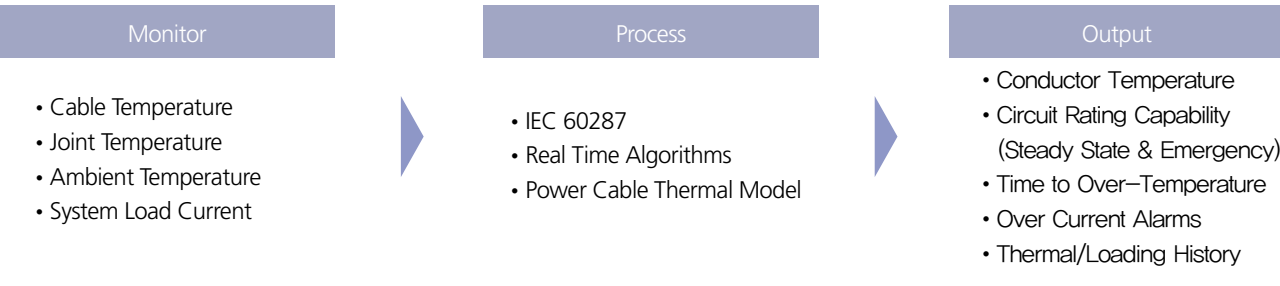 Monitor
• Cable Temperature
• Joint Temperature
• Ambient Temperature
• System Load Current
Process
• IEC 60287
• Real Time Algorithms
• Power Cable Thermal Model
Output
• Conductor Temperature
• Circuit Rating Capability
(Steady State & Emergency)
• Time to Over-Temperature
• Over Current Alarms
• Thermal/Loading History